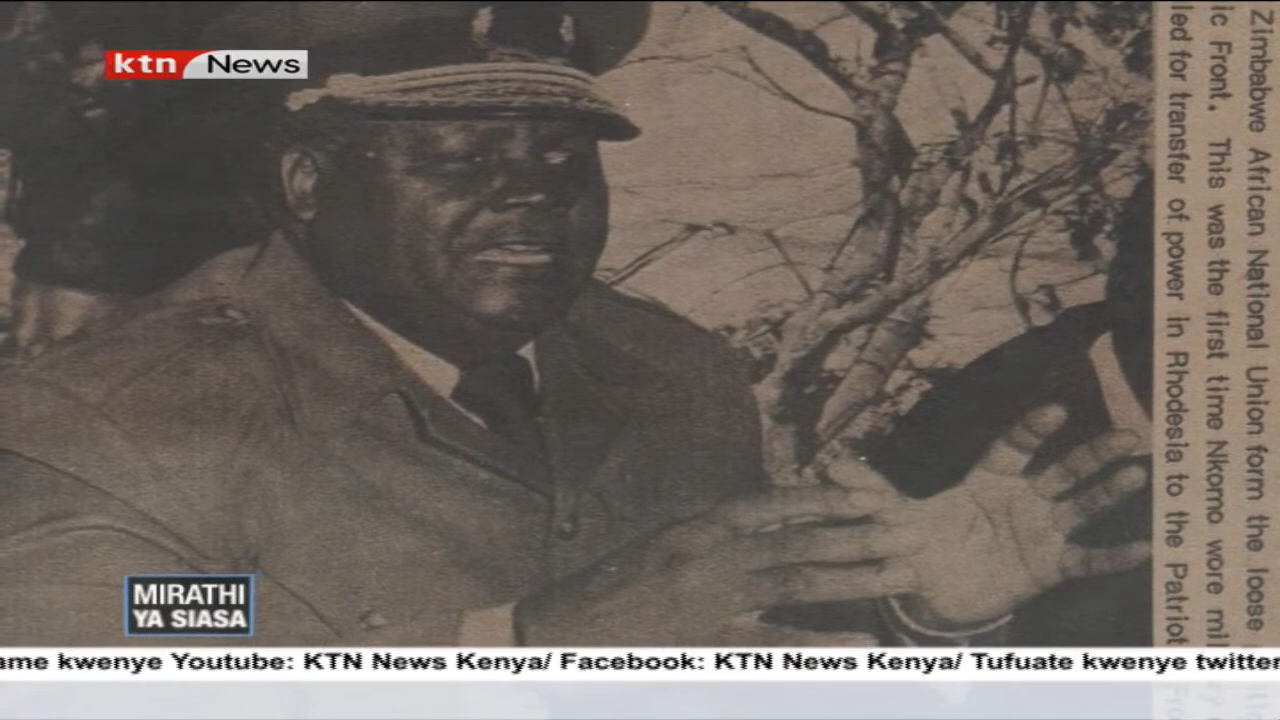 ktn News
Zimbabwe African National Union form the loose
ic Front. This was the first time Nkomo wore mil
led for transfer of power in Rhodesia to the Patriot
MIRATHI
YA SIASA
ame kwenye Youtube: KTN News Kenya/ Facebook: KTN News Kenya/ Tufuate kwenye twitter